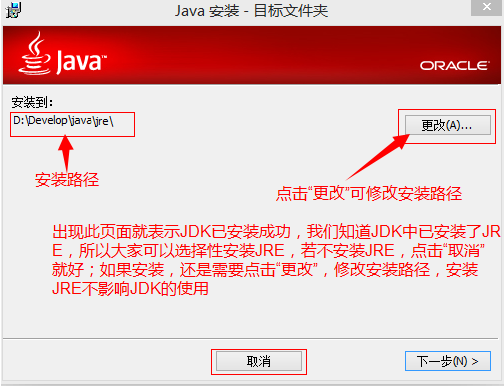 Java 安装 - 目标文件夹
Java™
ORACLE
安装到:
D:\Develop\java\jre\
更改(A)...
安装路径
点击“更改”可修改安装路径
出现此页面就表示JDK已安装成功，我们知道JDK中已安装了JR
E，所以大家可以选择性安装JRE，若不安装JRE，点击“取消”
就好；如果安装，还是需要点击“更改”，修改安装路径，安装
JRE不影响JDK的使用
取消
下一步(N) >